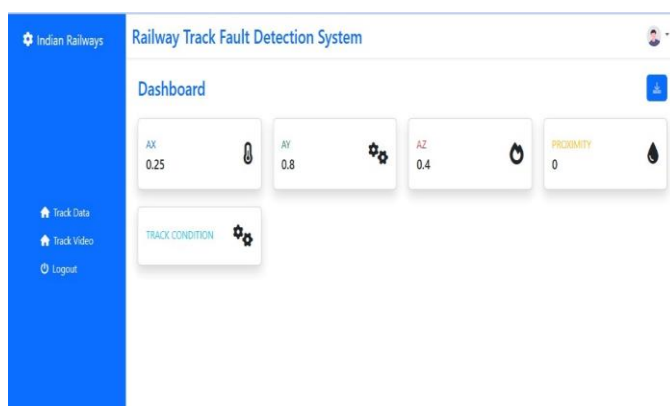 Indian Railways
Railway Track Fault Detection System
Dashboard
AX
0.25
AY
0.8
AZ
0.4
PROXIMITY
0
TRACK CONDITION
Track Data
Track Video
Logout